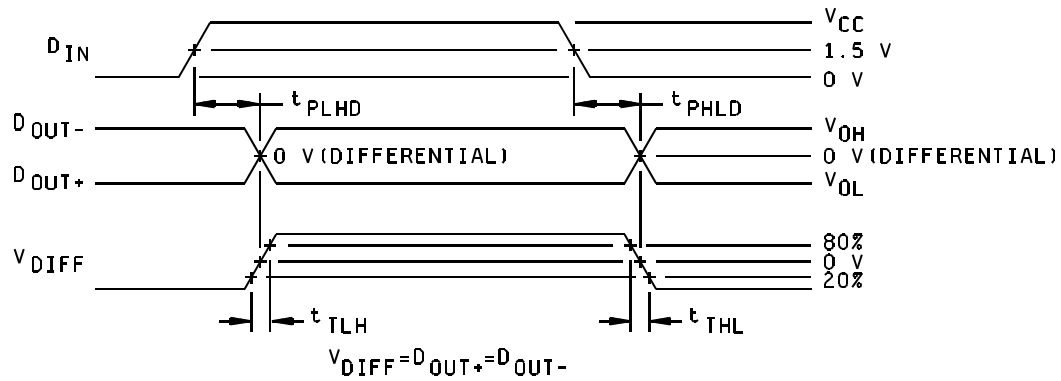 V CC
D IN
1.5 V
0 V
t PLHD
t PHLD
D OUT-
V OH
0 V (DIFFERENTIAL)
0 V (DIFFERENTIAL)
D OUT+
V OL
80%
V DIFF
0 V
20%
t TLH
t THL
V DIFF = D OUT+ = D OUT-